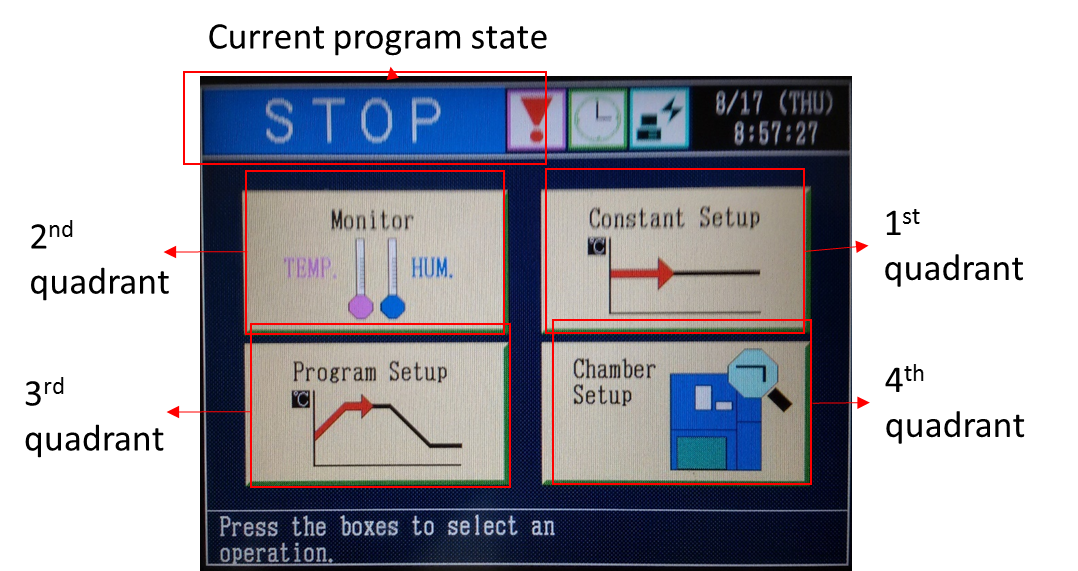 Current program state
STOP
8/17 (THU)
8:57:27
Monitor
TEMP. HUM.
Constant Setup
°C
2nd
quadrant
1st
quadrant
Program Setup
°C
Chamber
Setup
3rd
quadrant
4th
quadrant
Press the boxes to select an
operation.